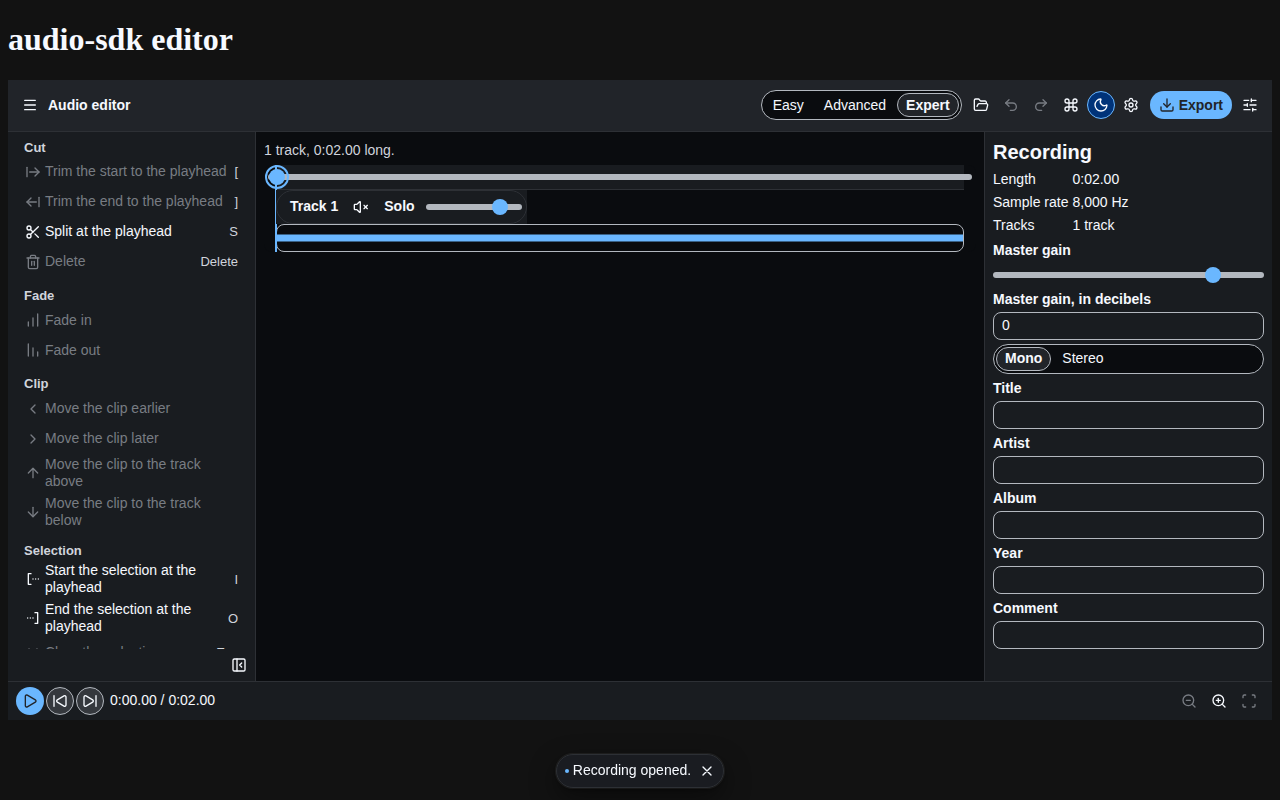 audio-sdk editor
Audio editor
Easy Advanced Expert
Export
Cut
Trim the start to the playhead [
Trim the end to the playhead ]
Split at the playhead S
Delete Delete
Fade
Fade in
Fade out
Clip
Move the clip earlier
Move the clip later
Move the clip to the track
above
Move the clip to the track
below
Selection
Start the selection at the
playhead I
End the selection at the
playhead O
1 track, 0:02.00 long.
Track 1 Solo
Recording
Length 0:02.00
Sample rate 8,000 Hz
Tracks 1 track
Master gain
Master gain, in decibels
0
Mono Stereo
Title
Artist
Album
Year
Comment
0:00.00 / 0:02.00
Recording opened.